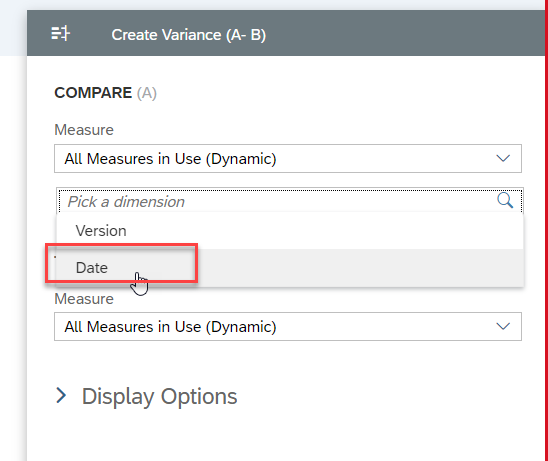 Create Variance (A- B)
COMPARE (A)
Measure
All Measures in Use (Dynamic)
Pick a dimension
Version
Date
Measure
All Measures in Use (Dynamic)
Display Options